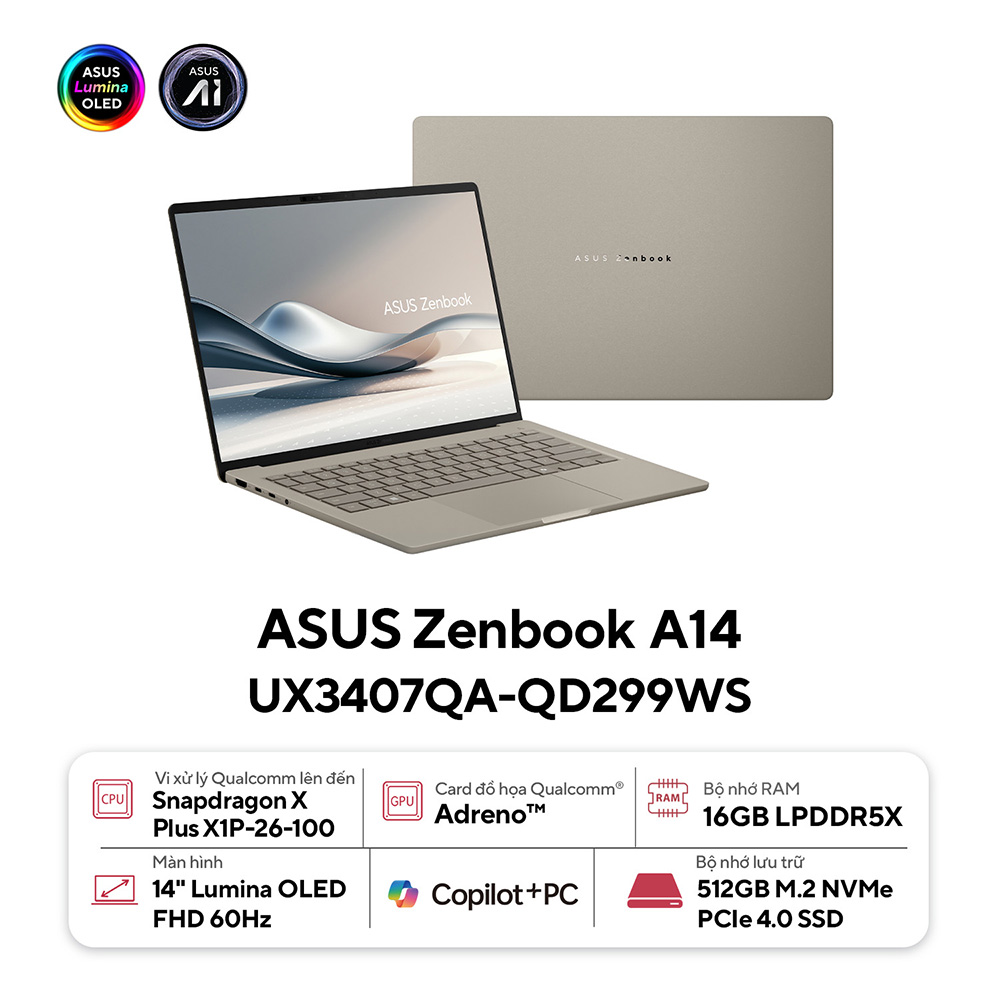 ASUS
Lumina
OLED
ASUS
Ai
ASUS Zenbook
ASUS Zenbook
ASUS Zenbook A14
UX3407QA-QD299WS
CPU
Vi xử lý Qualcomm lên đến
Snapdragon X
Plus X1P-26-100
GPU
Card đồ họa Qualcomm®
Adreno™
RAM
Bộ nhớ RAM
16GB LPDDR5X
Màn hình
14" Lumina OLED
FHD 60Hz
Copilot+PC
Bộ nhớ lưu trữ
512GB M.2 NVMe
PCIe 4.0 SSD